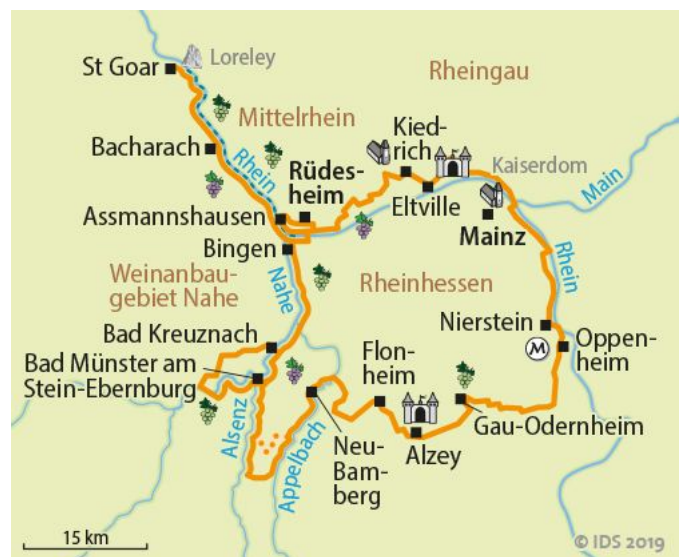 Loreley
St Goar
Rheingau
Mittelrhein
Kied-
rich
Bacharach
Rhein
Rüdes-
heim
Kaiserdom
Main
Assmannshausen
Eltville
Mainz
Bingen
Rhein
Weinanbau-
gebiet Nahe
Nahe
Rheinhessen
Bad Kreuznach
Nierstein
M
Oppen-
heim
Bad Münster am
Stein-Ebernburg
Flon-
heim
Gau-Odernheim
Alsenz
Appelbach
Neu-
Bam-
berg
Alzey
15 km
© IDS 2019